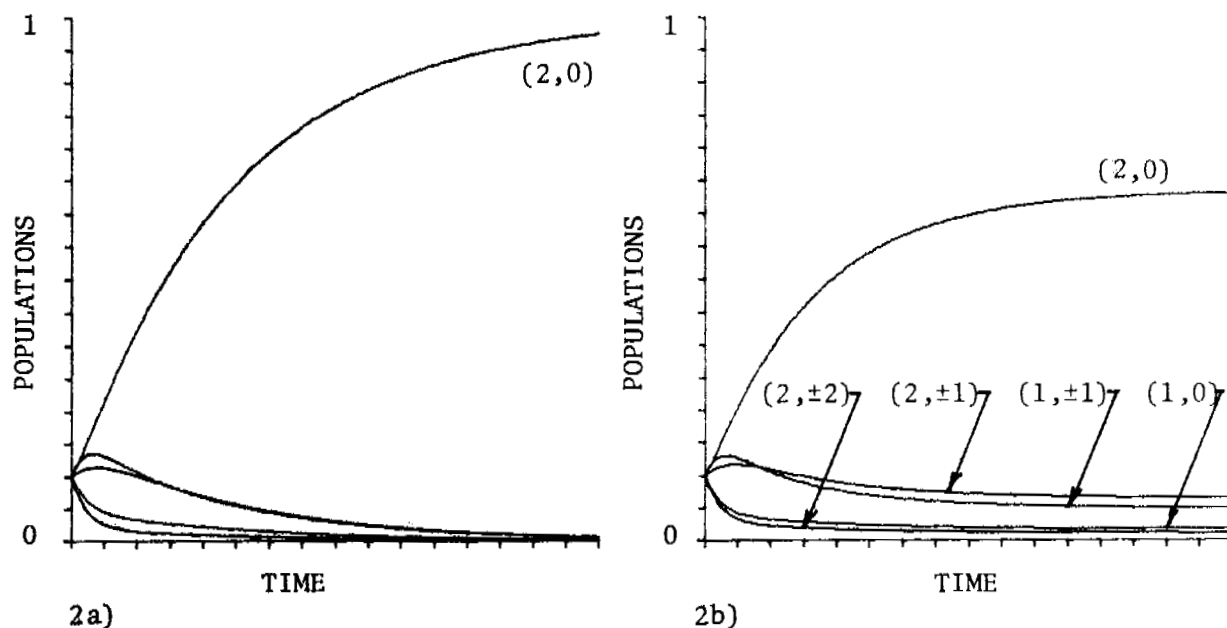 1
(2,0)
POPULATIONS
0
TIME
2a)
1
(2,0)
POPULATIONS
(2,±2) (2,±1) (1,±1) (1,0)
0
TIME
2b)